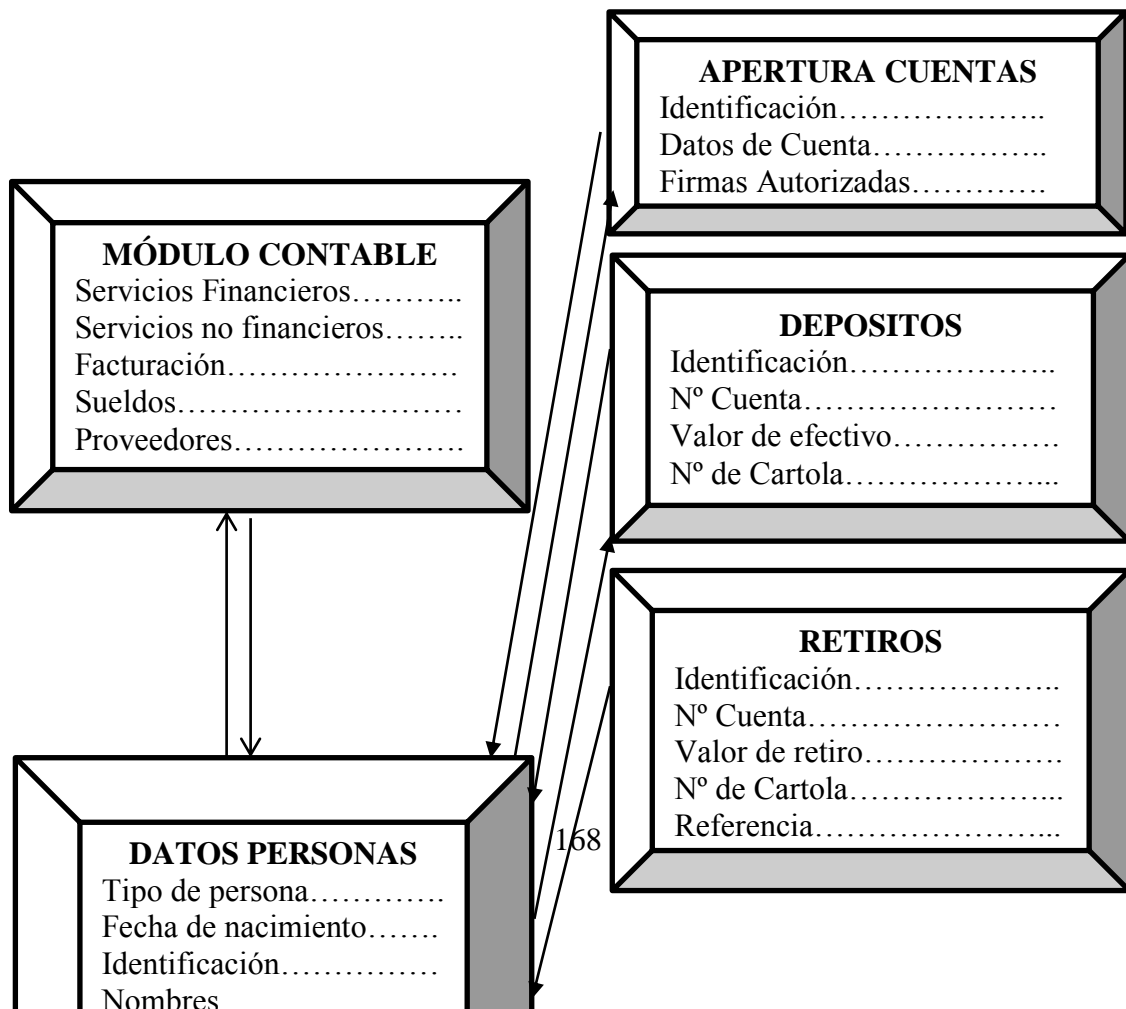 APERTURA CUENTAS
Identificación………………..
Datos de Cuenta……………..
Firmas Autorizadas………….
MÓDULO CONTABLE
Servicios Financieros………..
Servicios no financieros……..
Facturación………………….
Sueldos………………………
Proveedores………………….
DEPOSITOS
Identificación………………..
Nº Cuenta……………………
Valor de efectivo…………….
Nº de Cartola………………...
RETIROS
Identificación………………..
Nº Cuenta……………………
Valor de retiro……………….
Nº de Cartola………………...
Referencia…………………...
168
DATOS PERSONAS
Tipo de persona………….
Fecha de nacimiento…….
Identificación……………
Nombres